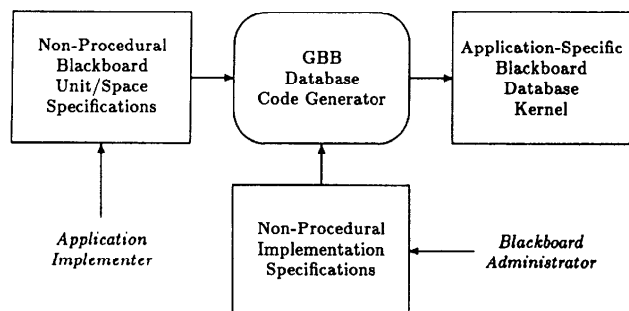 Non-Procedural
Blackboard
Unit/Space
Specifications
GBB
Database
Code Generator
Application-Specific
Blackboard
Database
Kernel
Application
Implementer
Non-Procedural
Implementation
Specifications
Blackboard
Administrator